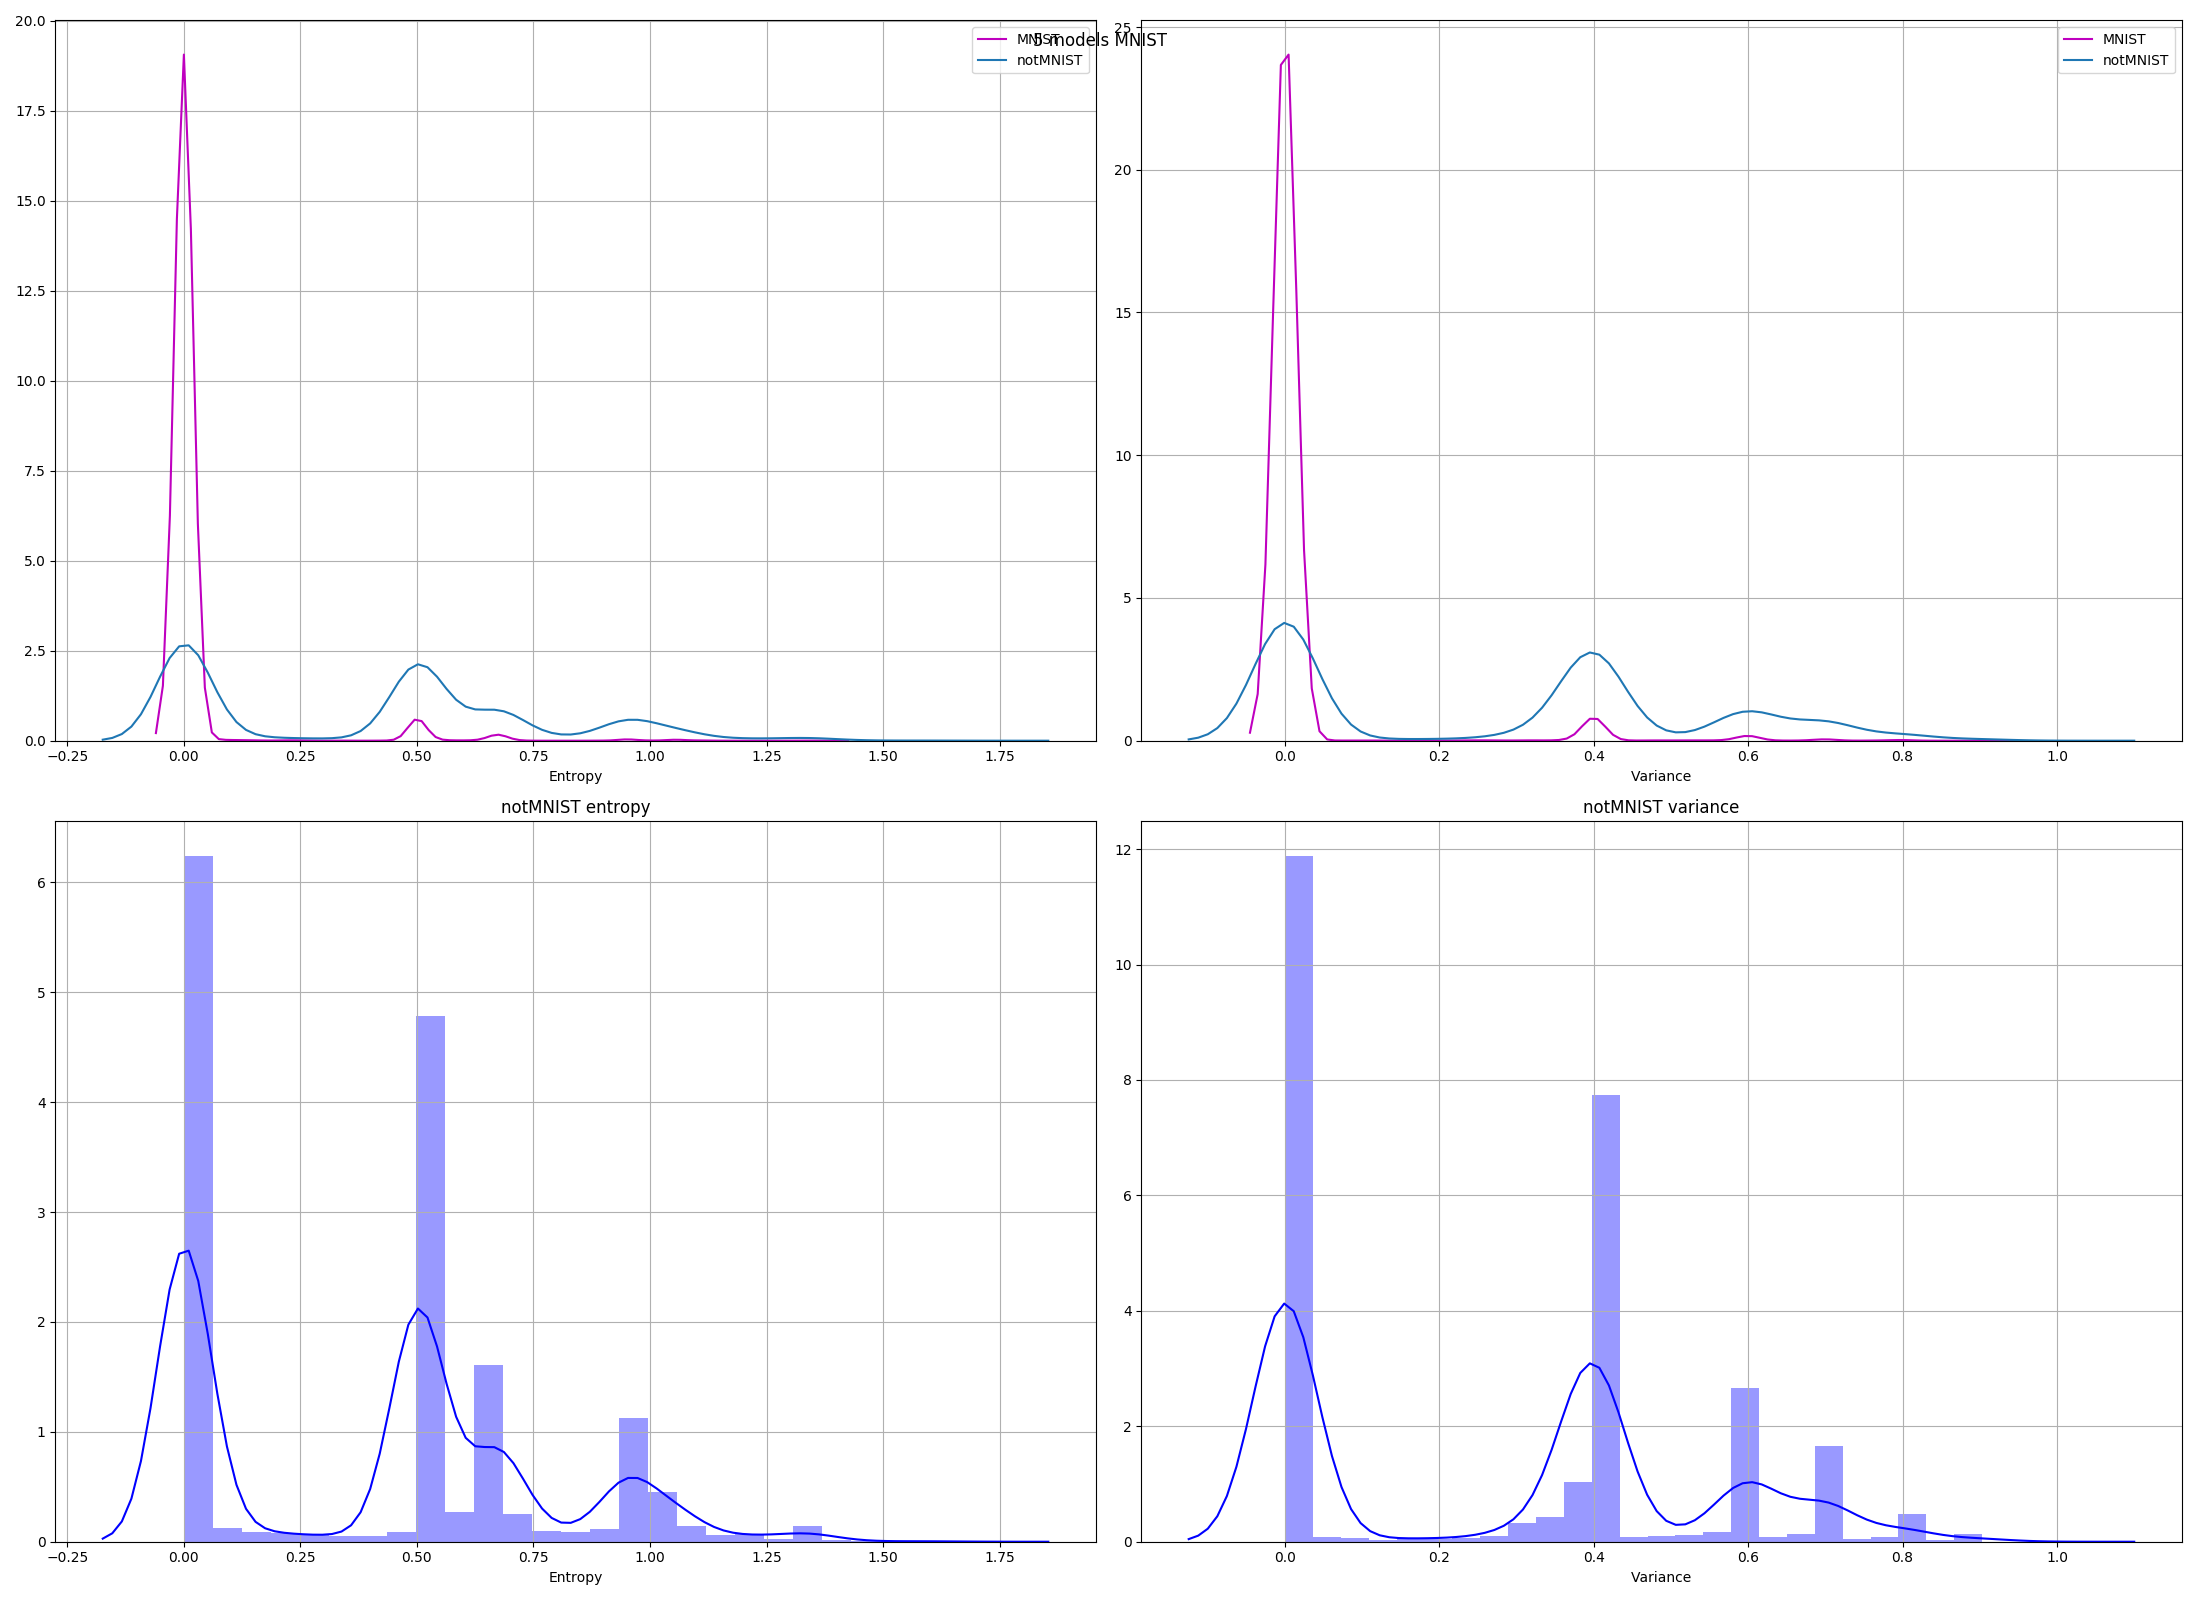 5 models MNIST
20.0
17.5
15.0
12.5
10.0
7.5
5.0
2.5
0.0
MNIST
notMNIST
−0.25 0.00 0.25 0.50 0.75 1.00 1.25 1.50 1.75
Entropy
25
20
15
10
5
0
MNIST
notMNIST
0.0 0.2 0.4 0.6 0.8 1.0
Variance
notMNIST entropy
6
5
4
3
2
1
0
−0.25 0.00 0.25 0.50 0.75 1.00 1.25 1.50 1.75
Entropy
notMNIST variance
12
10
8
6
4
2
0
0.0 0.2 0.4 0.6 0.8 1.0
Variance